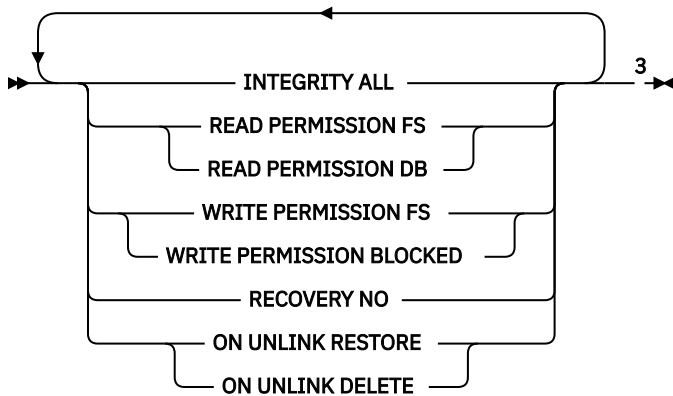 3
INTEGRITY ALL
READ PERMISSION FS
READ PERMISSION DB
WRITE PERMISSION FS
WRITE PERMISSION BLOCKED
RECOVERY NO
ON UNLINK RESTORE
ON UNLINK DELETE